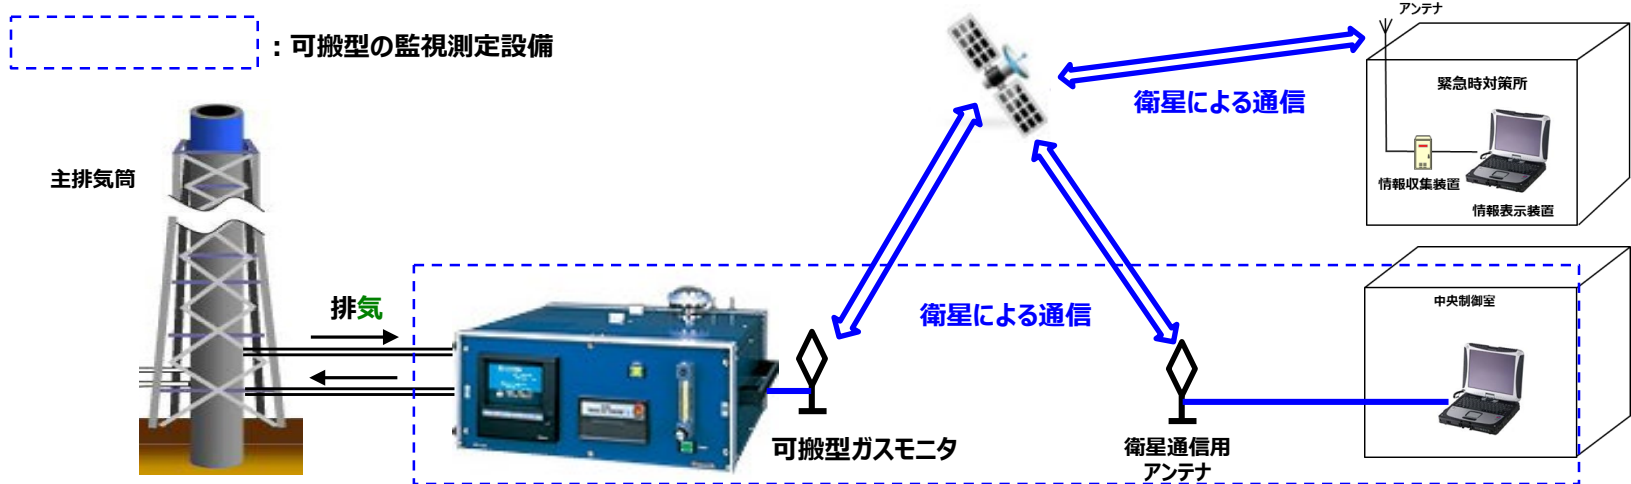 ：可搬型の監視測定設備
アンテナ
緊急時対策所
衛星による通信
主排気筒
情報収集装置
情報表示装置
排気
衛星による通信
中央制御室
可搬型ガスモニタ
衛星通信用
アンテナ